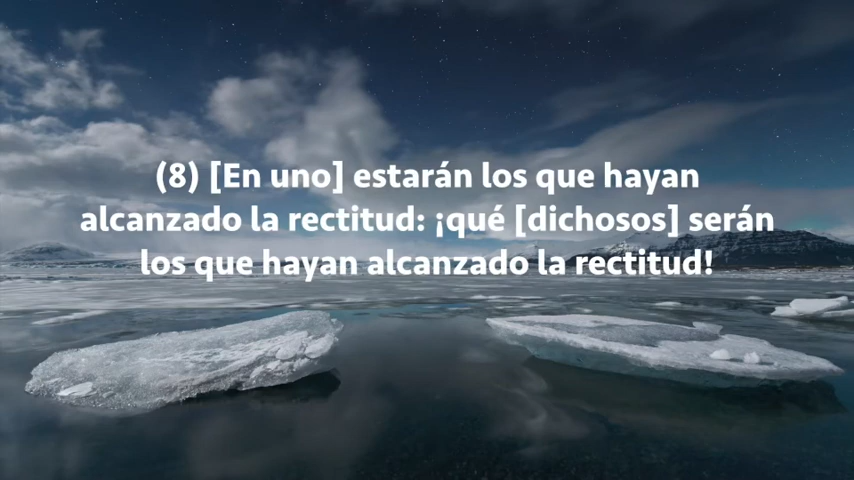 (8) [En uno] estarán los que hayan
alcanzado la rectitud: ¡qué [dichosos] serán
los que hayan alcanzado la rectitud!